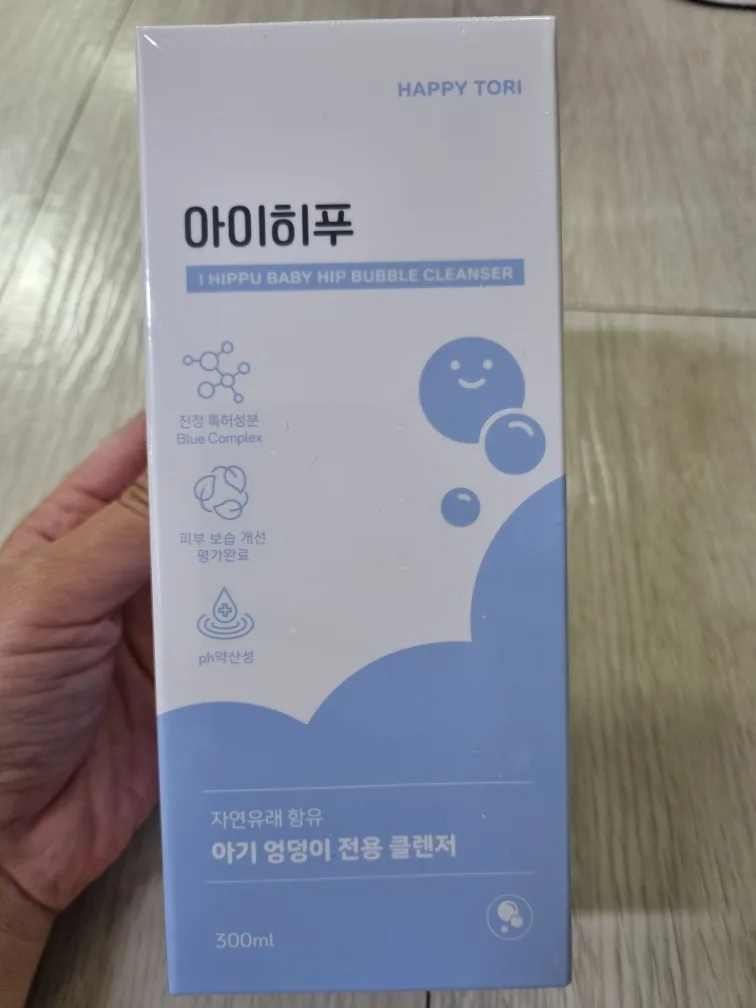 HAPPY TORI
아이히푸
I HIPPU BABY HIP BUBBLE CLEANSER
진정 특허성분
Blue Complex
피부 보습 개선
평가완료
ph약산성
자연유래 함유
아기 엉덩이 전용 클렌저
300ml